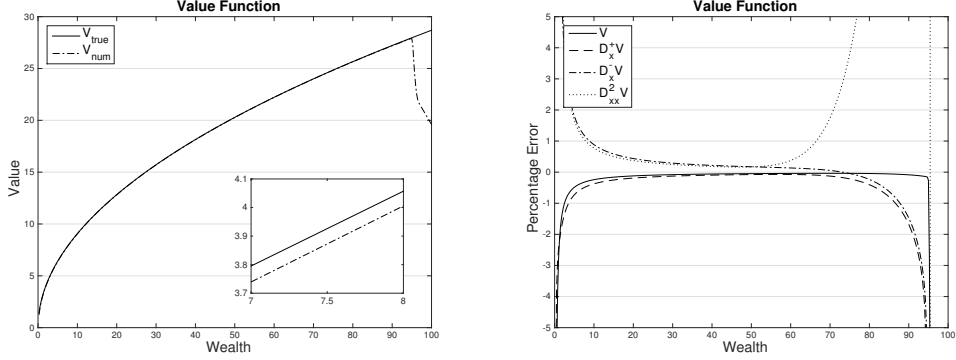 Value Function
30
25
20
15
10
5
0
Value
V_true
V_num
4.1
4
3.9
3.8
3.7
7
7.5
8
0 10 20 30 40 50 60 70 80 90 100
Wealth
Value Function
5
4
3
2
1
0
-1
-2
-3
-4
-5
Percentage Error
V
D_x^+V
D_x^-V
D_xx^2 V
0 10 20 30 40 50 60 70 80 90 100
Wealth